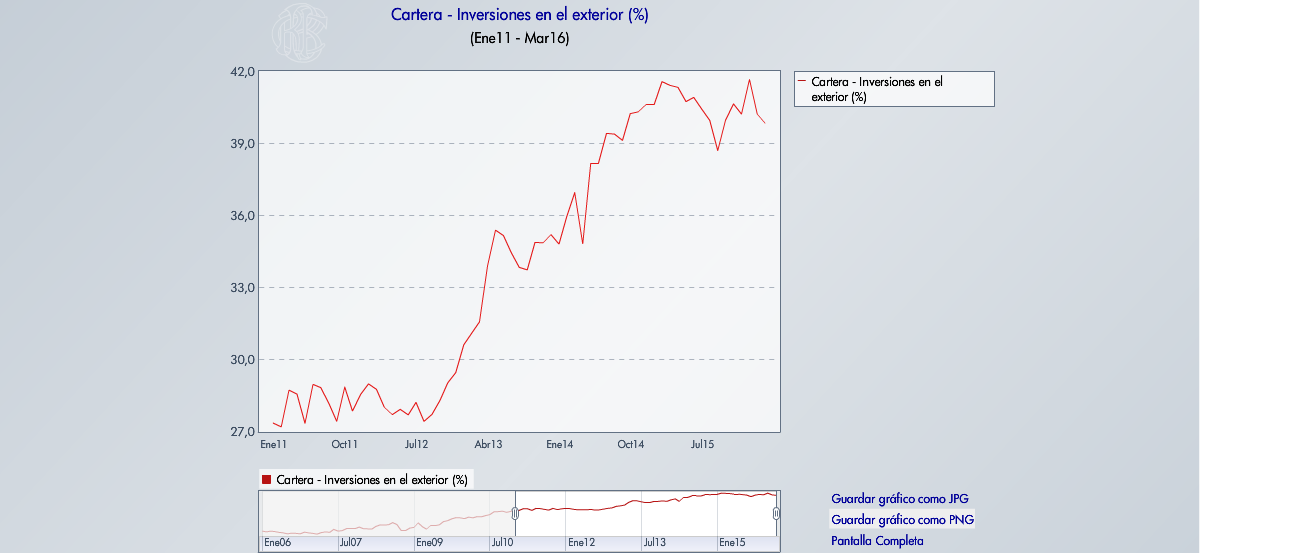 Cartera - Inversiones en el exterior (%)
(Ene11 - Mar16)
42,0
39,0
36,0
33,0
30,0
27,0
Ene11 Oct11 Jul12 Abr13 Ene14 Oct14 Jul15
Cartera - Inversiones en el
exterior (%)
Cartera - Inversiones en el exterior (%)
Ene06 Jul07 Ene09 Jul10 Ene12 Jul13 Ene15
Guardar gráfico como JPG
Guardar gráfico como PNG
Pantalla Completa